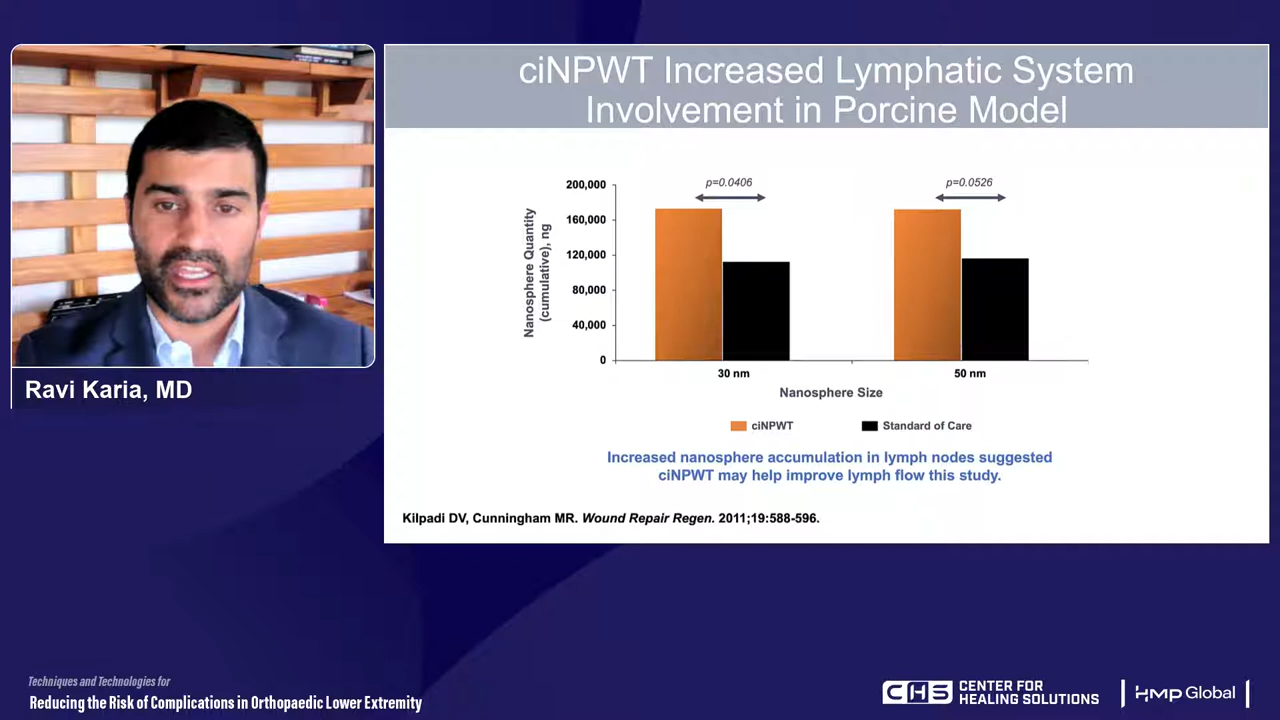 ciNPWT Increased Lymphatic System
Involvement in Porcine Model
Ravi Karia, MD
Nanosphere Quantity
(cumulative), ng
200,000
160,000
120,000
80,000
40,000
0
p=0.0406
p=0.0526
30 nm
50 nm
Nanosphere Size
ciNPWT
Standard of Care
Increased nanosphere accumulation in lymph nodes suggested
ciNPWT may help improve lymph flow this study.
Kilpadi DV, Cunningham MR. Wound Repair Regen. 2011;19:588-596.
Techniques and Technologies for
Reducing the Risk of Complications in Orthopaedic Lower Extremity
CHS CENTER FOR
HEALING SOLUTIONS
HMP Global